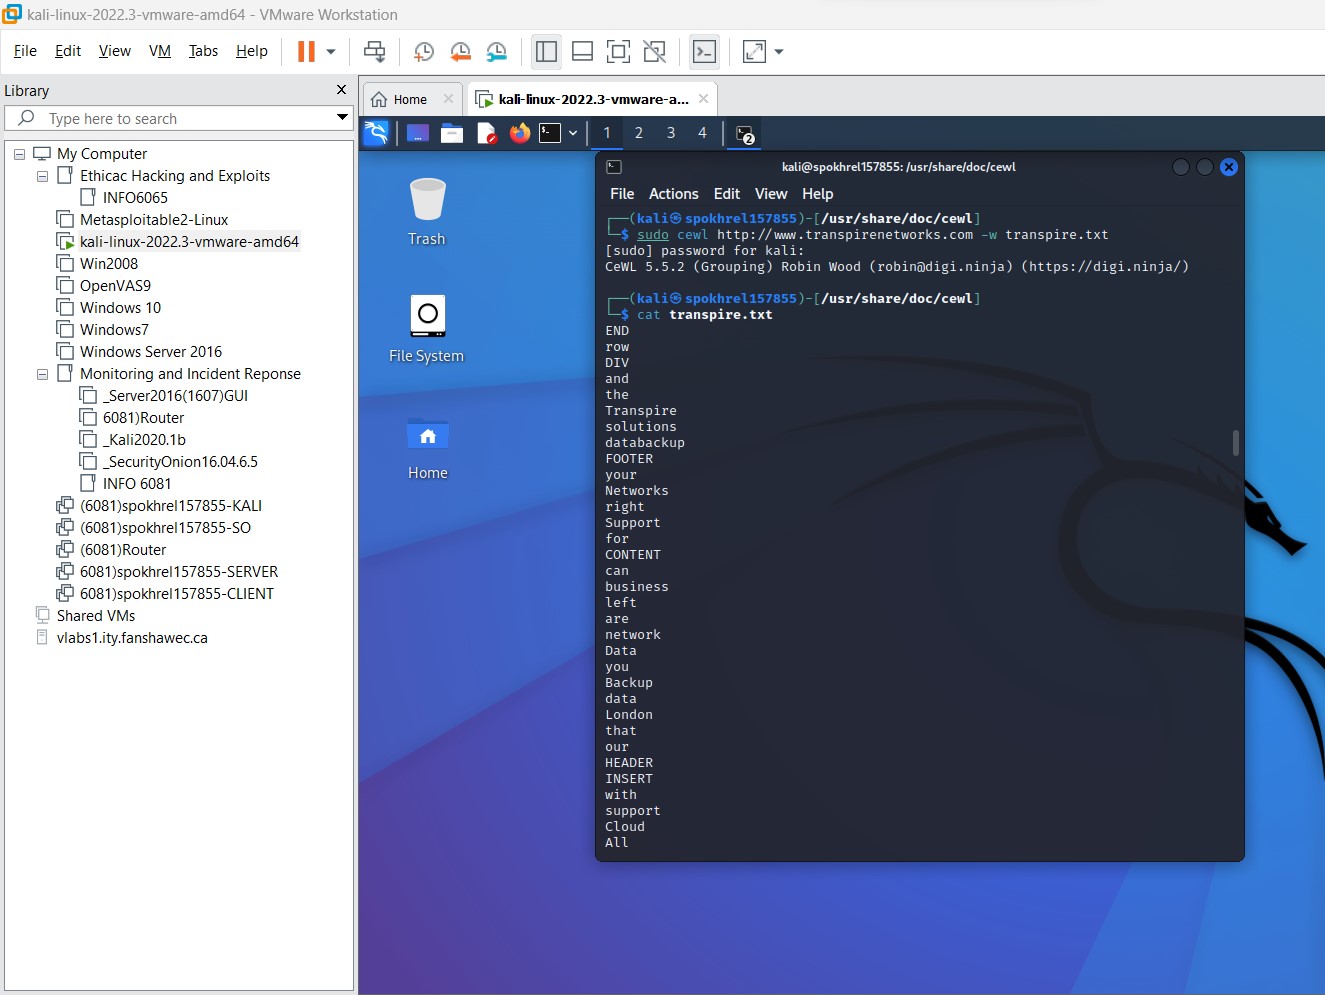 kali-linux-2022.3-vmware-amd64 - VMware Workstation
File Edit View VM Tabs Help
Library
Type here to search
My Computer
Ethicac Hacking and Exploits
INFO6065
Metasploitable2-Linux
kali-linux-2022.3-vmware-amd64
Win2008
OpenVAS9
Windows 10
Windows7
Windows Server 2016
Monitoring and Incident Reponse
_Server2016(1607)GUI
6081)Router
_Kali2020.1b
_SecurityOnion16.04.6.5
INFO 6081
(6081)spokhrel157855-KALI
(6081)spokhrel157855-SO
(6081)Router
6081)spokhrel157855-SERVER
6081)spokhrel157855-CLIENT
Shared VMs
vlabs1.ity.fanshawec.ca
Home kali-linux-2022.3-vmware-a...
1 2 3 4 2
Trash
File System
Home
kali@spokhrel157855: /usr/share/doc/cewl
File Actions Edit View Help
┌──(kali㉿spokhrel157855)-[/usr/share/doc/cewl]
└─$ sudo cewl http://www.transpirenetworks.com -w transpire.txt
[sudo] password for kali:
CeWL 5.5.2 (Grouping) Robin Wood (robin@digi.ninja) (https://digi.ninja/)
┌──(kali㉿spokhrel157855)-[/usr/share/doc/cewl]
└─$ cat transpire.txt
END
row
DIV
and
the
Transpire
solutions
databackup
FOOTER
your
Networks
right
Support
for
CONTENT
can
business
left
are
network
Data
you
Backup
data
London
that
our
HEADER
INSERT
with
support
Cloud
All